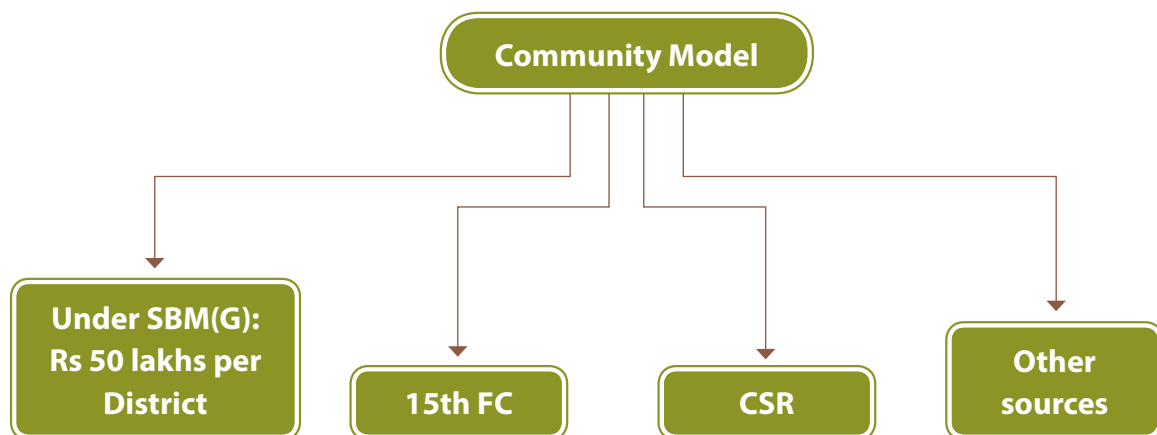 Community Model
Under SBM(G):
Rs 50 lakhs per
District
15th FC
CSR
Other
sources